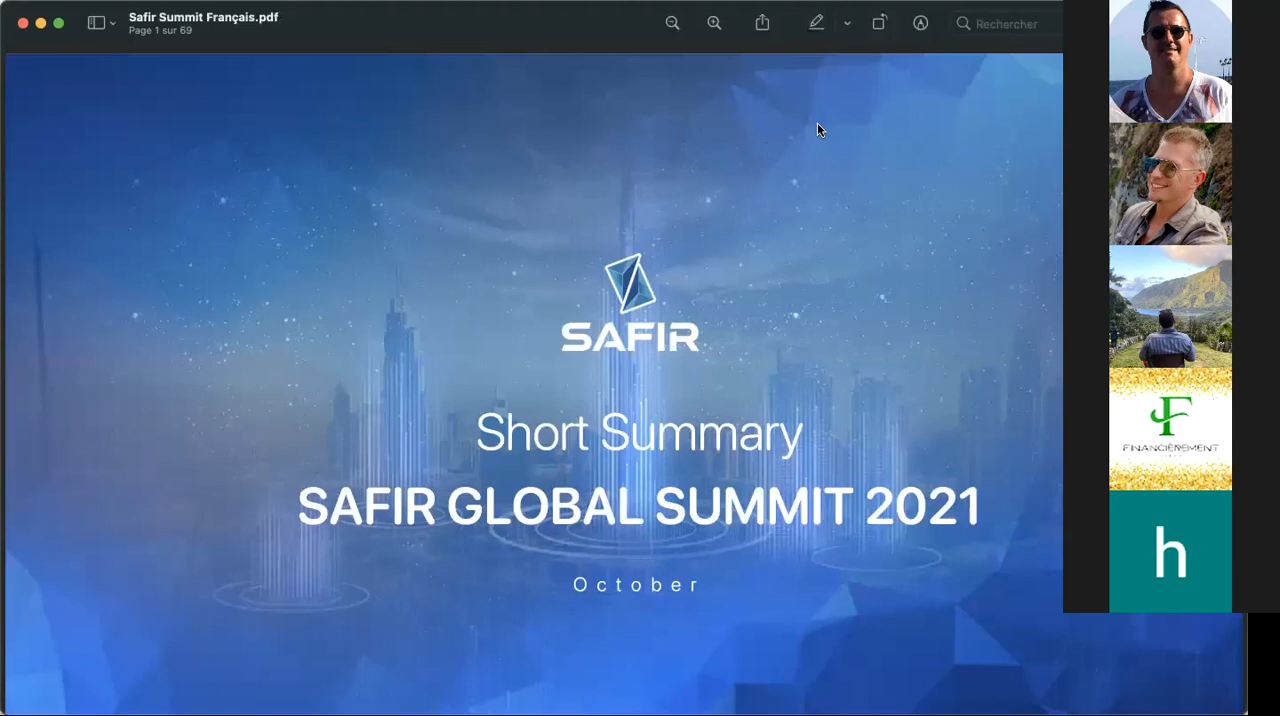 Safir Summit Français.pdf
Page 1 sur 69
Rechercher
SAFIR
Short Summary
SAFIR GLOBAL SUMMIT 2021
October
F
FINANCIÈREMENT
h